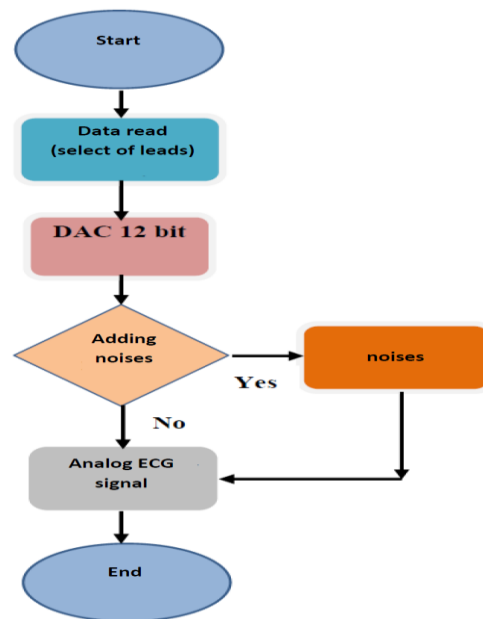 Start
Data read
(select of leads)
DAC 12 bit
Adding
noises
Yes
noises
No
Analog ECG
signal
End